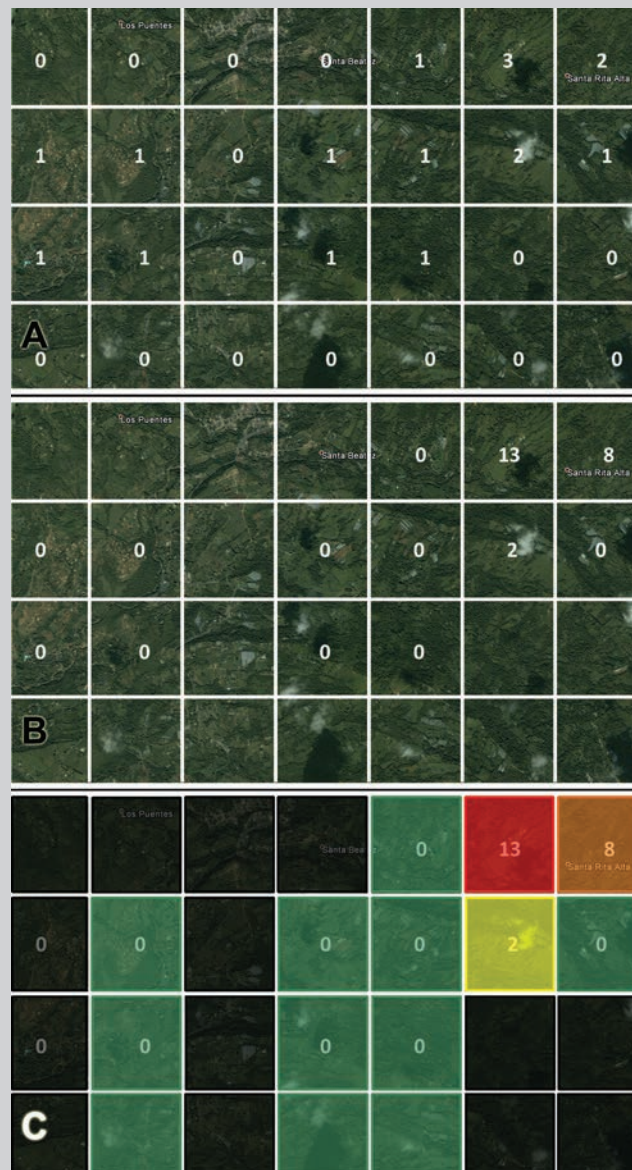 Los Puentes
0 0 0 0 Santa Beatriz 1 3 2
Santa Rita Alta
1 1 0 1 1 2 1
1 1 0 1 1 0 0
A
0 0 0 0 0 0 0
Los Puentes
Santa Beatriz 0 13 8
Santa Rita Alta
0 0 0 0 2 0
0 0 0 0
B
Los Puentes
Santa Beatriz 0 13 8
Santa Rita Alta
0 0 0 0 2 0
0 0 0 0
C